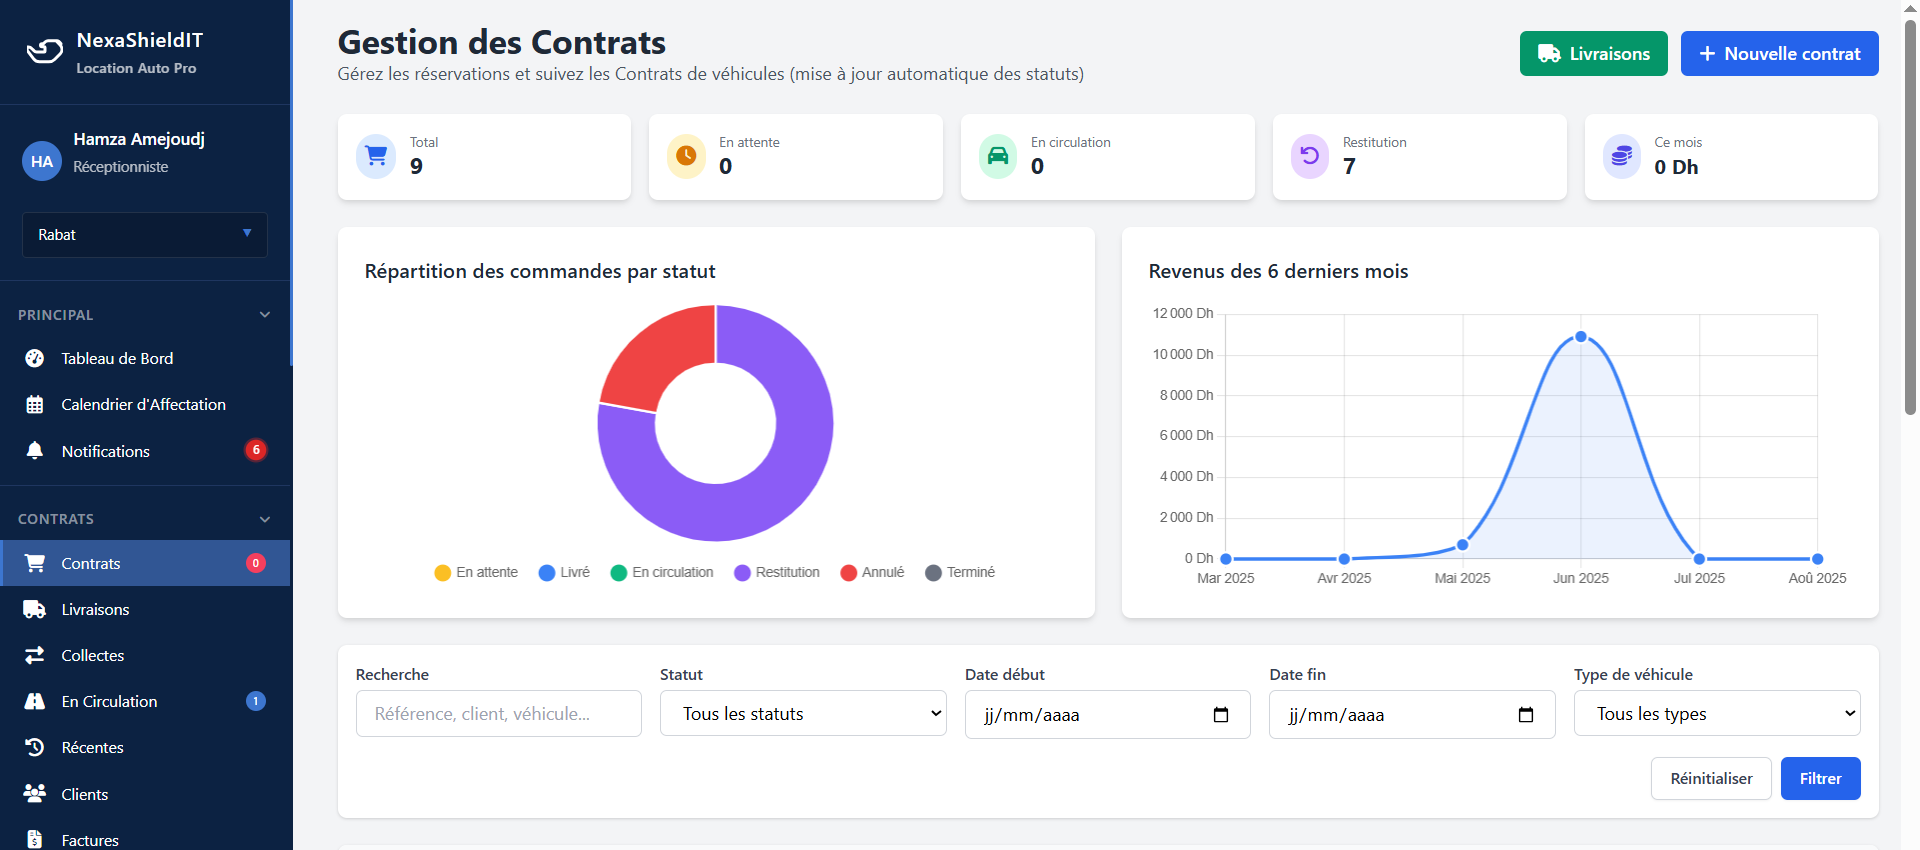 NexaShieldIT
Location Auto Pro
HA
Hamza Amejoudj
Réceptionniste
Rabat
PRINCIPAL
Tableau de Bord
Calendrier d'Affectation
Notifications
6
CONTRATS
Contrats
0
Livraisons
Collectes
En Circulation
1
Récentes
Clients
Factures
Gestion des Contrats
Gérez les réservations et suivez les Contrats de véhicules (mise à jour automatique des statuts)
Livraisons
Nouvelle contrat
Total
9
En attente
0
En circulation
0
Restitution
7
Ce mois
0 Dh
Répartition des commandes par statut
En attente
Livré
En circulation
Restitution
Annulé
Terminé
Revenus des 6 derniers mois
12 000 Dh
10 000 Dh
8 000 Dh
6 000 Dh
4 000 Dh
2 000 Dh
0 Dh
Mar 2025
Avr 2025
Mai 2025
Jun 2025
Jul 2025
Aoû 2025
Recherche
Référence, client, véhicule...
Statut
Tous les statuts
Date début
jj/mm/aaaa
Date fin
jj/mm/aaaa
Type de véhicule
Tous les types
Réinitialiser
Filtrer